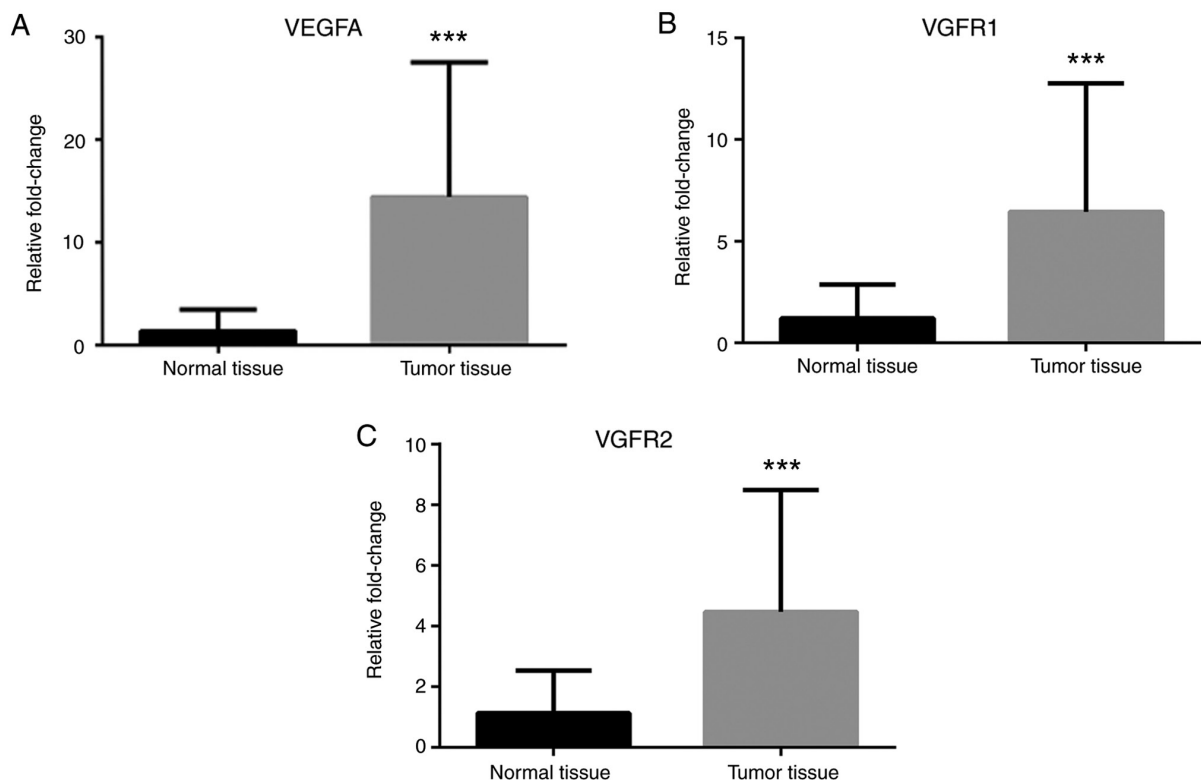 A
VEGFA
***
Relative fold-change
30
20
10
0
Normal tissue
Tumor tissue
B
VGFR1
***
Relative fold-change
15
10
5
0
Normal tissue
Tumor tissue
C
VGFR2
***
Relative fold-change
10
8
6
4
2
0
Normal tissue
Tumor tissue